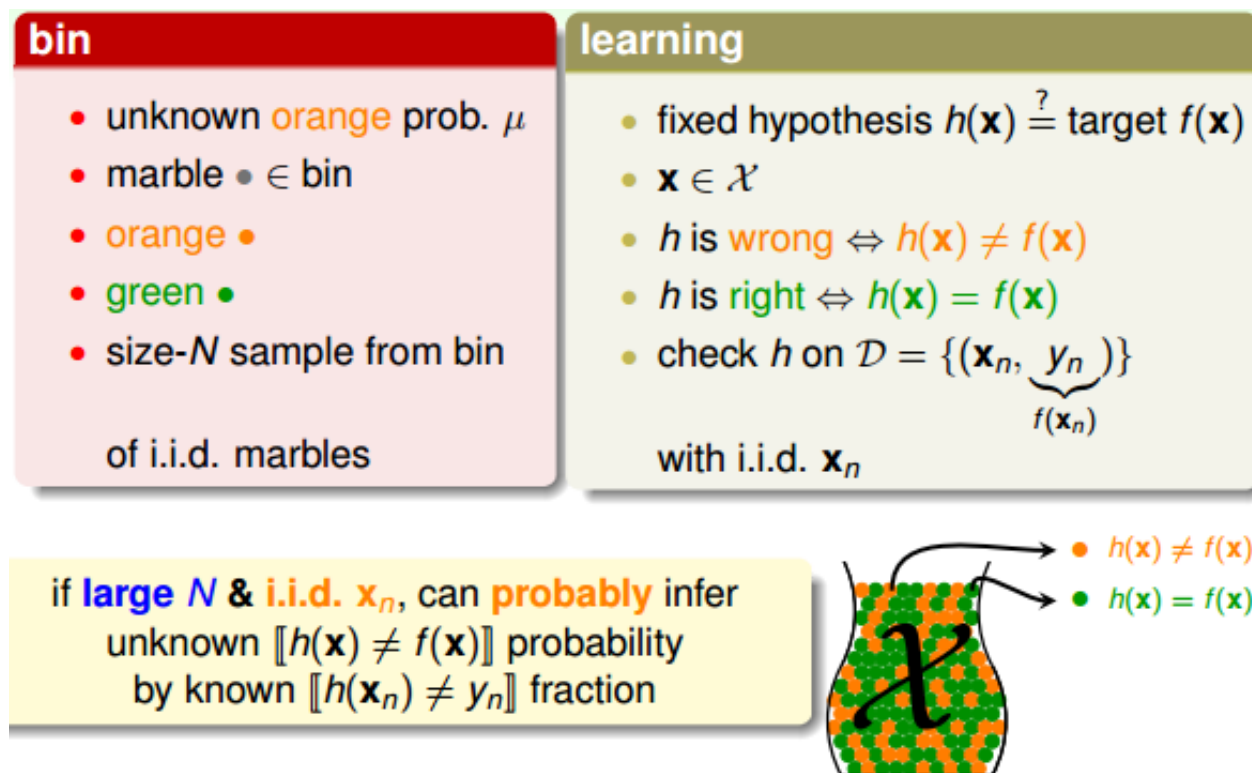 bin
• unknown orange prob. μ
• marble • ∈ bin
• orange •
• green •
• size-N sample from bin
of i.i.d. marbles
learning
• fixed hypothesis h(𝐱) ≟ target f(𝐱)
• 𝐱 ∈ 𝒳
• h is wrong ⇔ h(𝐱) ≠ f(𝐱)
• h is right ⇔ h(𝐱) = f(𝐱)
• check h on 𝒟 = {(𝐱ₙ, yₙ)}
f(𝐱ₙ)
with i.i.d. 𝐱ₙ
if large N & i.i.d. 𝐱ₙ, can probably infer
unknown ⟦h(𝐱) ≠ f(𝐱)⟧ probability
by known ⟦h(𝐱ₙ) ≠ yₙ⟧ fraction
• h(𝐱) ≠ f(𝐱)
• h(𝐱) = f(𝐱)
𝒳